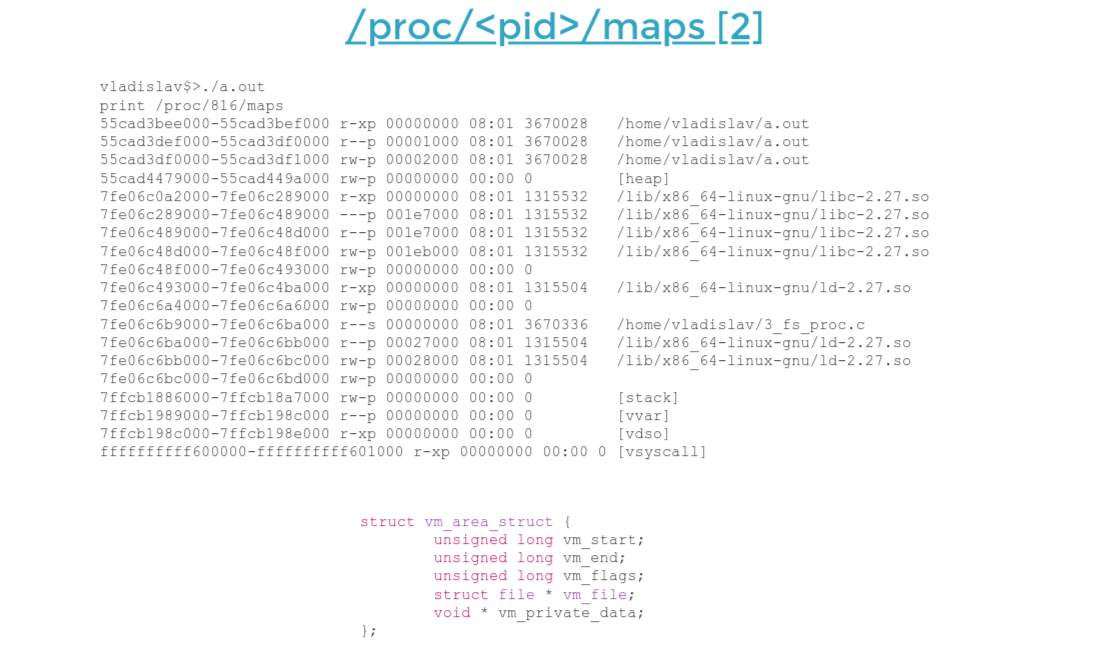 /proc/<pid>/maps [2]
vladislav$>./a.out
print /proc/816/maps
55cad3bee000-55cad3bef000 r-xp 00000000 08:01 3670028   /home/vladislav/a.out
55cad3def000-55cad3df0000 r--p 00001000 08:01 3670028   /home/vladislav/a.out
55cad3df0000-55cad3df1000 rw-p 00002000 08:01 3670028   /home/vladislav/a.out
55cad4479000-55cad449a000 rw-p 00000000 00:00 0         [heap]
7fe06c0a2000-7fe06c289000 r-xp 00000000 08:01 1315532   /lib/x86_64-linux-gnu/libc-2.27.so
7fe06c289000-7fe06c489000 ---p 001e7000 08:01 1315532   /lib/x86_64-linux-gnu/libc-2.27.so
7fe06c489000-7fe06c48d000 r--p 001e7000 08:01 1315532   /lib/x86_64-linux-gnu/libc-2.27.so
7fe06c48d000-7fe06c48f000 rw-p 001eb000 08:01 1315532   /lib/x86_64-linux-gnu/libc-2.27.so
7fe06c48f000-7fe06c493000 rw-p 00000000 00:00 0
7fe06c493000-7fe06c4ba000 r-xp 00000000 08:01 1315504   /lib/x86_64-linux-gnu/ld-2.27.so
7fe06c6a4000-7fe06c6a6000 rw-p 00000000 00:00 0
7fe06c6b9000-7fe06c6ba000 r--s 00000000 08:01 3670336   /home/vladislav/3_fs_proc.c
7fe06c6ba000-7fe06c6bb000 r--p 00027000 08:01 1315504   /lib/x86_64-linux-gnu/ld-2.27.so
7fe06c6bb000-7fe06c6bc000 rw-p 00028000 08:01 1315504   /lib/x86_64-linux-gnu/ld-2.27.so
7fe06c6bc000-7fe06c6bd000 rw-p 00000000 00:00 0
7ffcb1886000-7ffcb18a7000 rw-p 00000000 00:00 0         [stack]
7ffcb1989000-7ffcb198c000 r--p 00000000 00:00 0         [vvar]
7ffcb198c000-7ffcb198e000 r-xp 00000000 00:00 0         [vdso]
ffffffffff600000-ffffffffff601000 r-xp 00000000 00:00 0 [vsyscall]
struct vm_area_struct {
        unsigned long vm_start;
        unsigned long vm_end;
        unsigned long vm_flags;
        struct file * vm_file;
        void * vm_private_data;
};